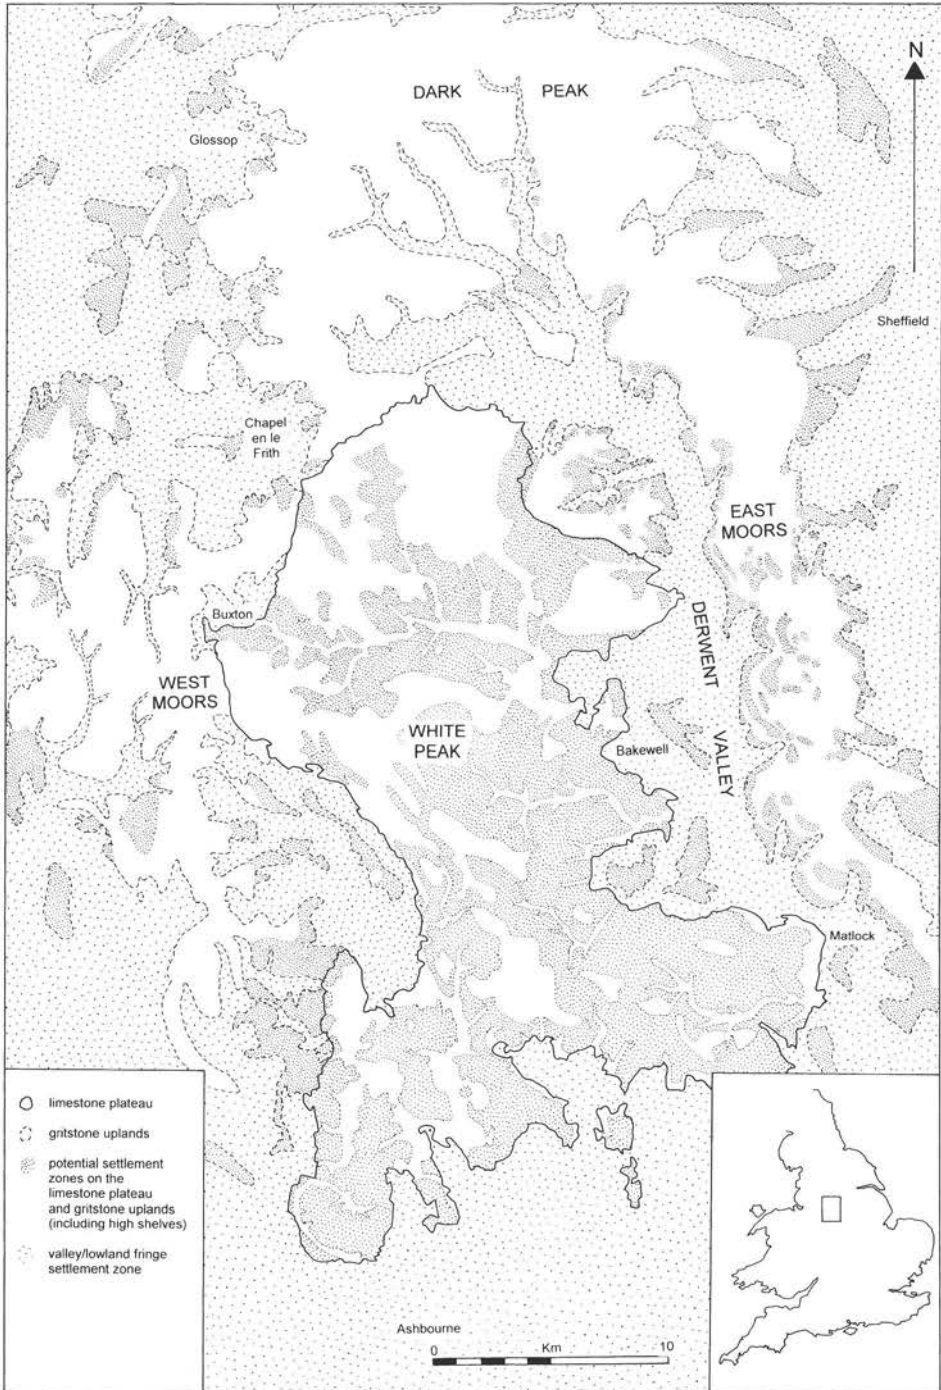 N
DARK PEAK
Glossop
Sheffield
Chapel
en le
Frith
EAST
MOORS
Buxton
DERWENT
VALLEY
WEST
MOORS
WHITE
PEAK
Bakewell
Matlock
limestone plateau
gritstone uplands
potential settlement
zones on the
limestone plateau
and gritstone uplands
(including high shelves)
valley/lowland fringe
settlement zone
Ashbourne
0 Km 10